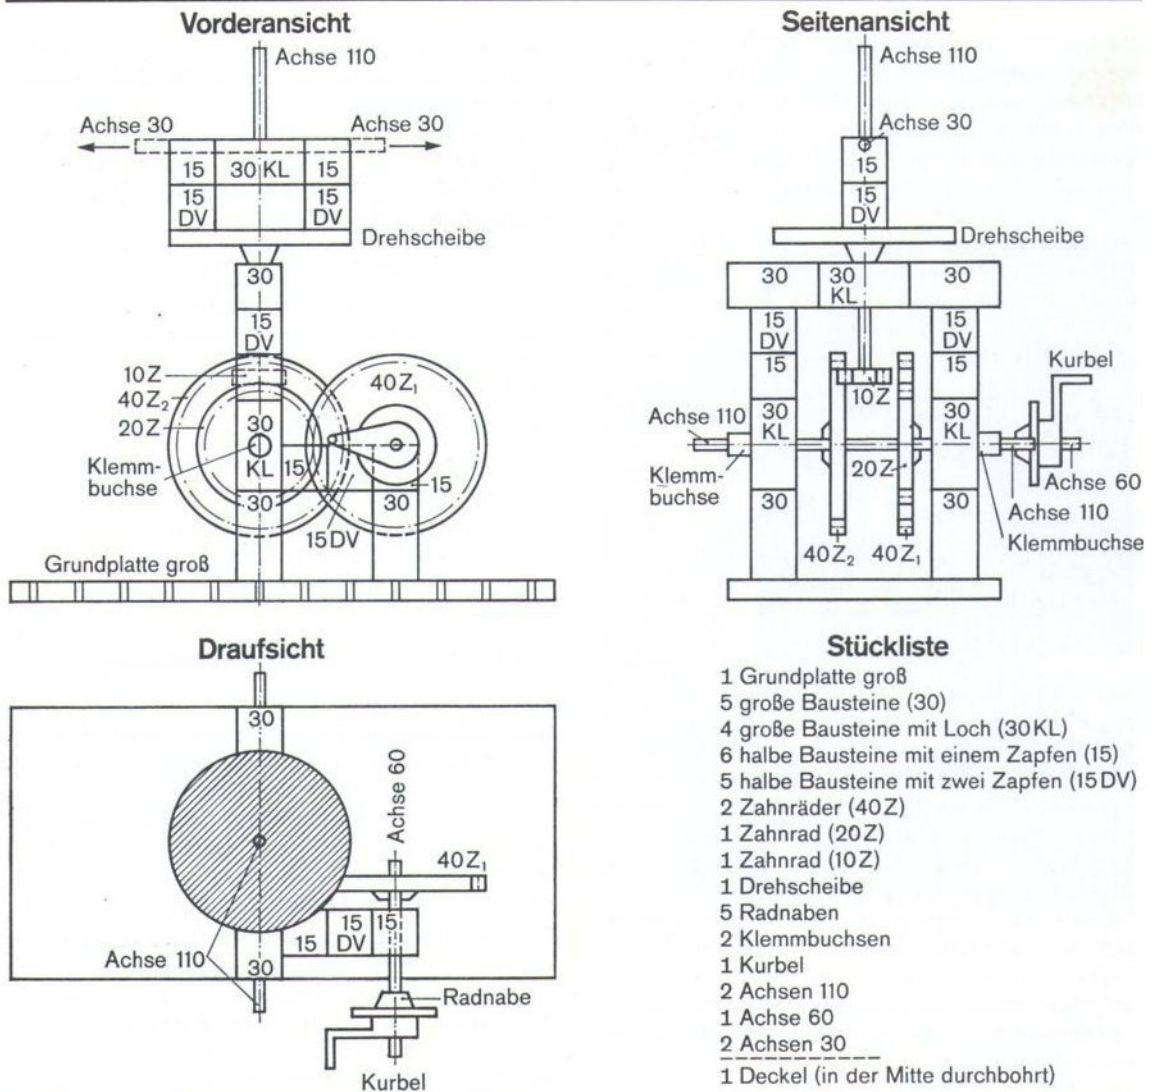 Vorderansicht
Achse 110
Achse 30
Achse 30
15
30 KL
15
15
DV
15
DV
Drehscheibe
30
15
DV
10Z
40Z₂
20Z
40Z₁
30
KL
Klemm-
buchse
15
15
30
30
15DV
Grundplatte groß
Seitenansicht
Achse 110
Achse 30
15
15
DV
Drehscheibe
30
30
KL
30
15
DV
15
DV
15
15
Kurbel
10Z
30
KL
30
KL
Achse 110
Klemm-
buchse
20Z
Achse 60
30
30
Achse 110
Klemmbuchse
40Z₂
40Z₁
Draufsicht
30
Achse 60
40Z₁
15
15
DV
15
Achse 110
30
Radnabe
Kurbel
Stückliste
1 Grundplatte groß
5 große Bausteine (30)
4 große Bausteine mit Loch (30KL)
6 halbe Bausteine mit einem Zapfen (15)
5 halbe Bausteine mit zwei Zapfen (15DV)
2 Zahnräder (40Z)
1 Zahnrad (20Z)
1 Zahnrad (10Z)
1 Drehscheibe
5 Radnaben
2 Klemmbuchsen
1 Kurbel
2 Achsen 110
1 Achse 60
2 Achsen 30
1 Deckel (in der Mitte durchbohrt)